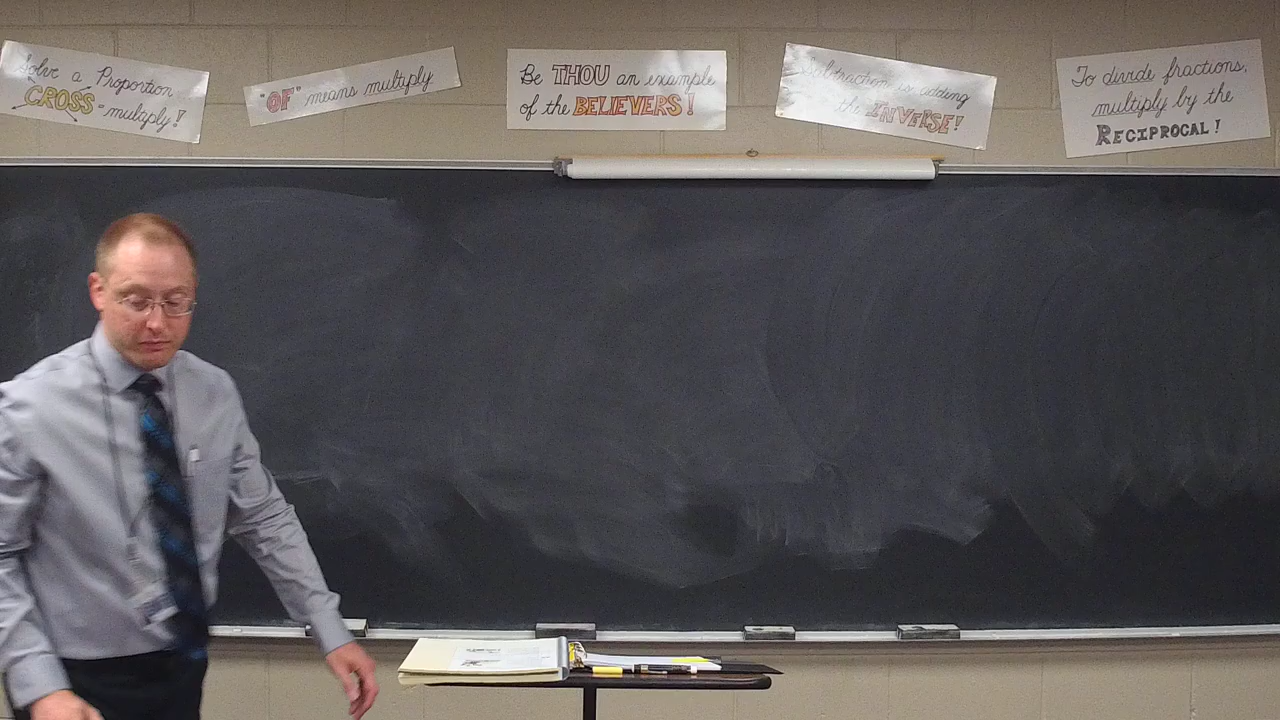 Solve a Proportion
CROSS-multiply!
"OF" means multiply
Be THOU an example
of the BELIEVERS!
Subtraction is adding
the INVERSE!
To divide fractions,
multiply by the
RECIPROCAL!